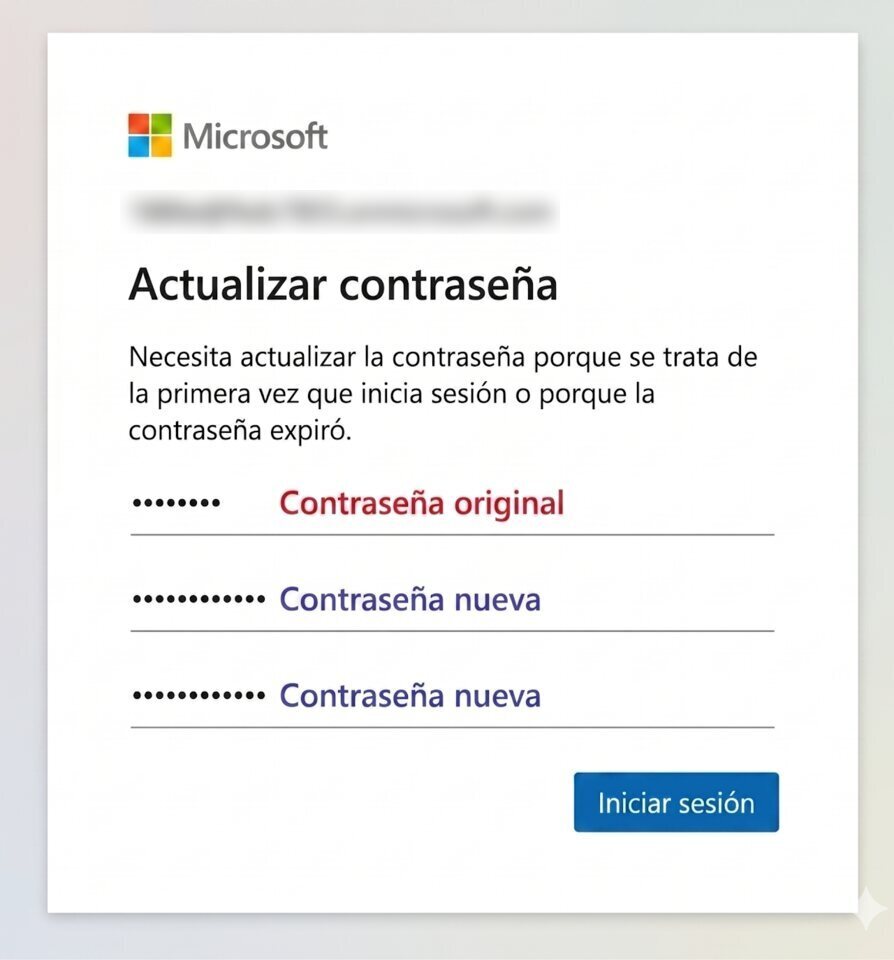 Microsoft
Actualizar contraseña
Necesita actualizar la contraseña porque se trata de
la primera vez que inicia sesión o porque la
contraseña expiró.
•••••••• Contraseña original
•••••••••••• Contraseña nueva
•••••••••••• Contraseña nueva
Iniciar sesión